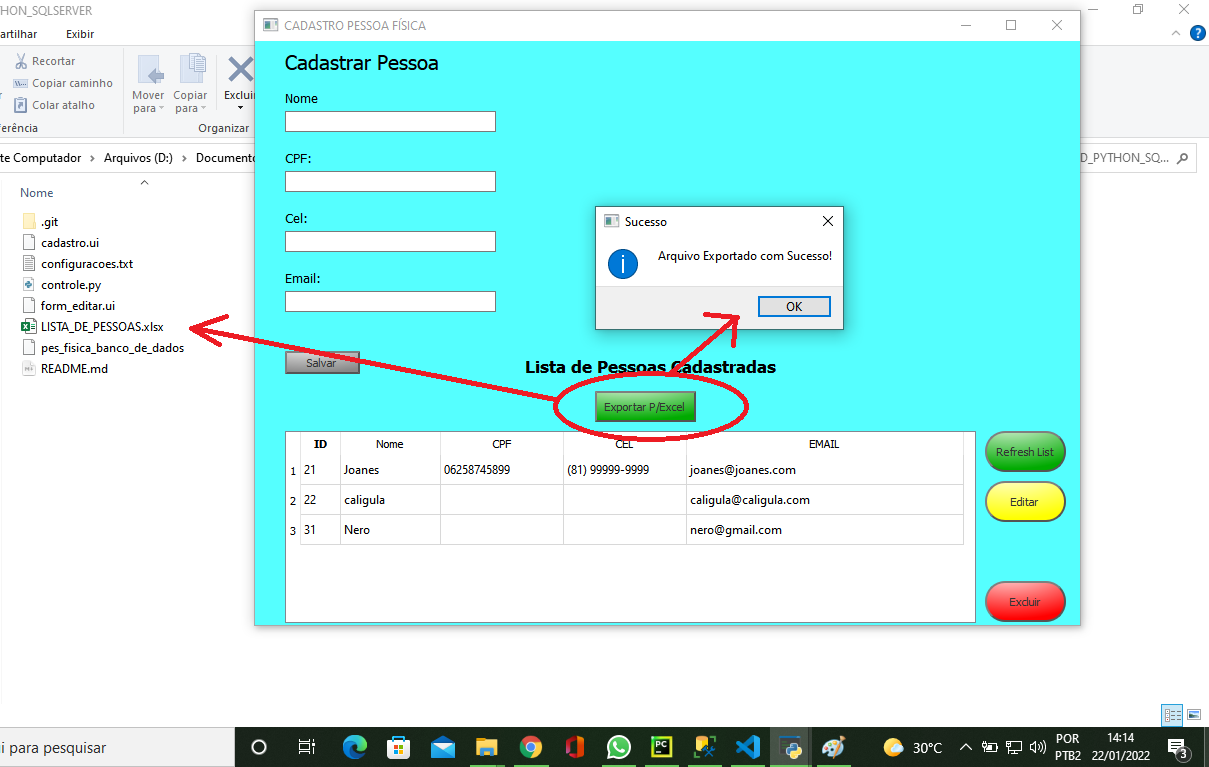 THON_SQLSERVER
artilhar Exibir
Recortar
Copiar caminho
Colar atalho
Mover para
Copiar para
Excluir
erência
Organizar
te Computador > Arquivos (D:) > Documento
D_PYTHON_SQ...
Nome
.git
cadastro.ui
configuracoes.txt
controle.py
form_editar.ui
LISTA_DE_PESSOAS.xlsx
pes_fisica_banco_de_dados
README.md
CADASTRO PESSOA FÍSICA
Cadastrar Pessoa
Nome
CPF:
Cel:
Email:
Salvar
Sucesso
Arquivo Exportado com Sucesso!
OK
Lista de Pessoas Cadastradas
Exportar P/Excel
ID Nome CPF CEL EMAIL
1 21 Joanes 06258745899 (81) 99999-9999 joanes@joanes.com
2 22 caligula caligula@caligula.com
3 31 Nero nero@gmail.com
Refresh List
Editar
Excluir
i para pesquisar
30°C
POR
PTB2
14:14
22/01/2022
3